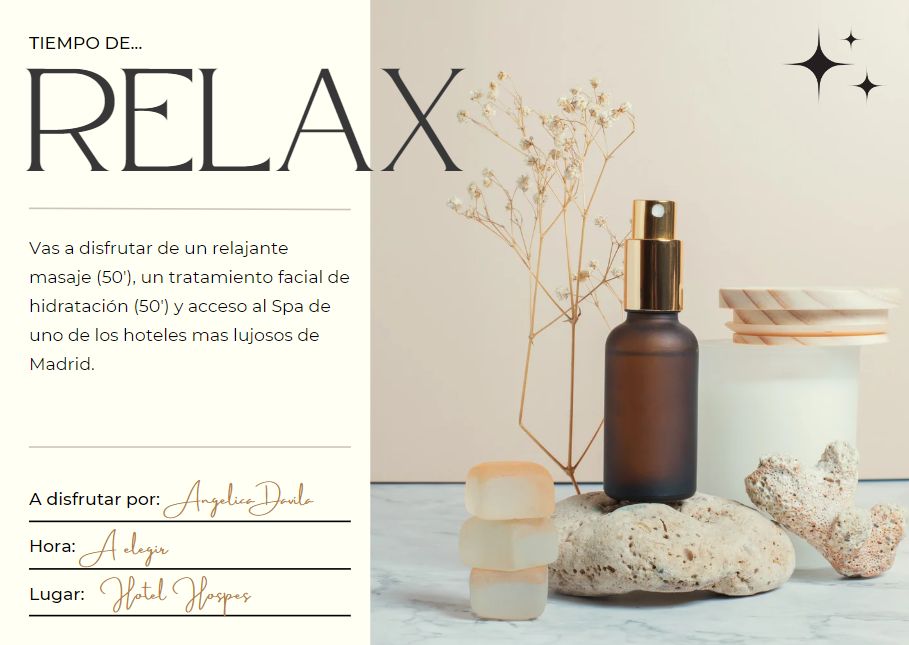 TIEMPO DE...
RELAX
Vas a disfrutar de un relajante
masaje (50'), un tratamiento facial de
hidratación (50') y acceso al Spa de
uno de los hoteles mas lujosos de
Madrid.
A disfrutar por: Angelica Davila
Hora: A elegir
Lugar: Hotel Hospes